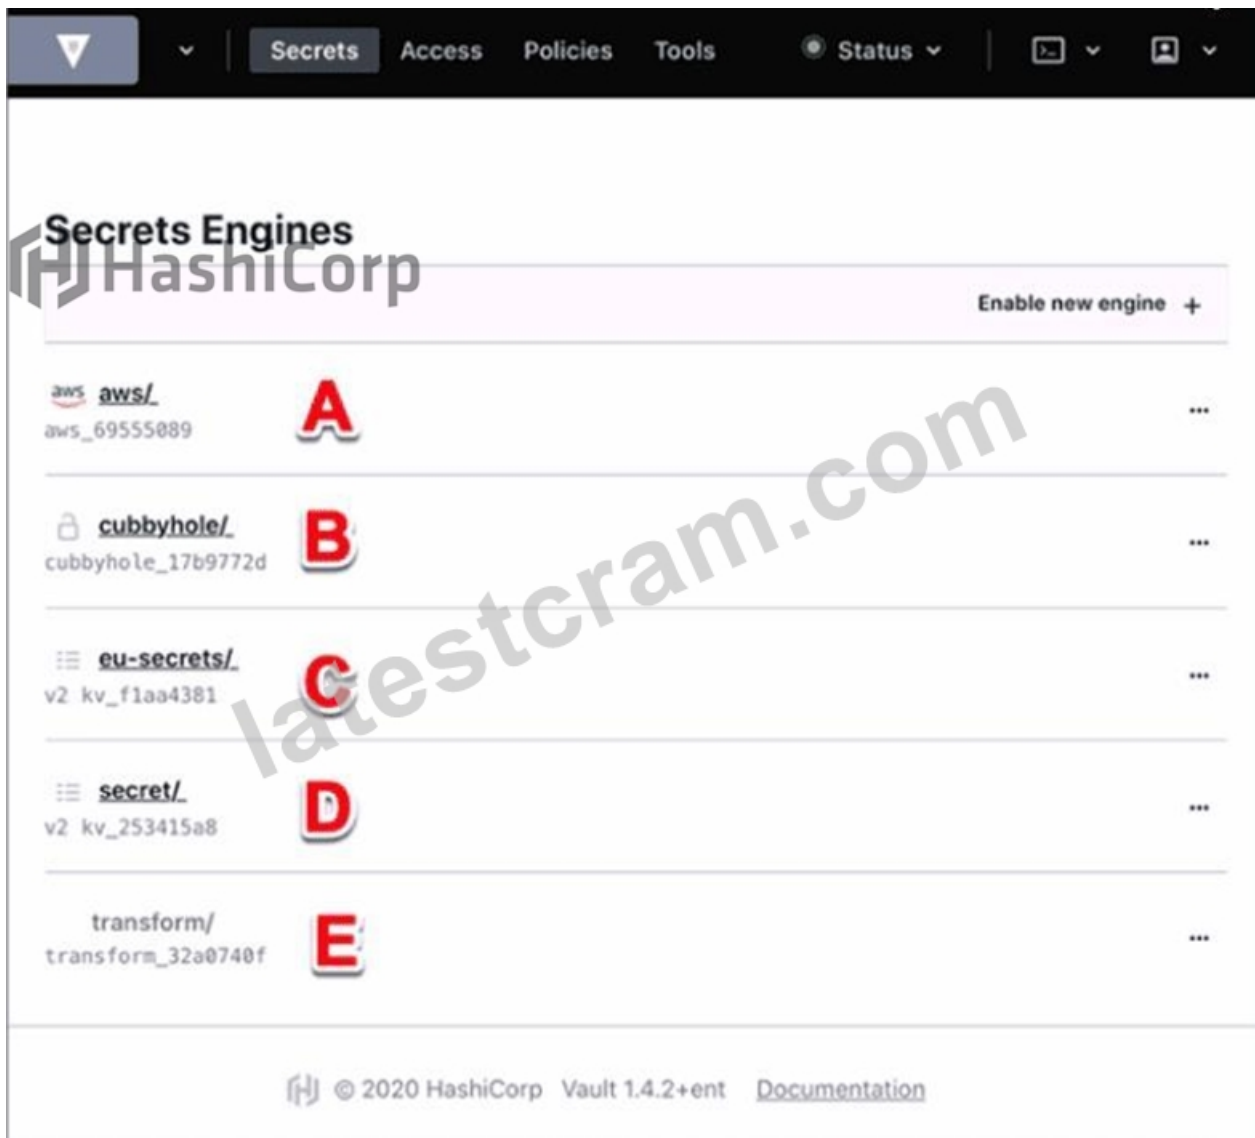 Secrets Access Policies Tools Status
Secrets Engines
HashiCorp
Enable new engine +
aws aws/
A
aws_69555089
cubbyhole/
B
cubbyhole_17b9772d
eu-secrets/
C
v2 kv_f1aa4381
secret/
D
v2 kv_253415a8
transform/
E
transform_32a0740f
latestcram.com
© 2020 HashiCorp Vault 1.4.2+ent Documentation